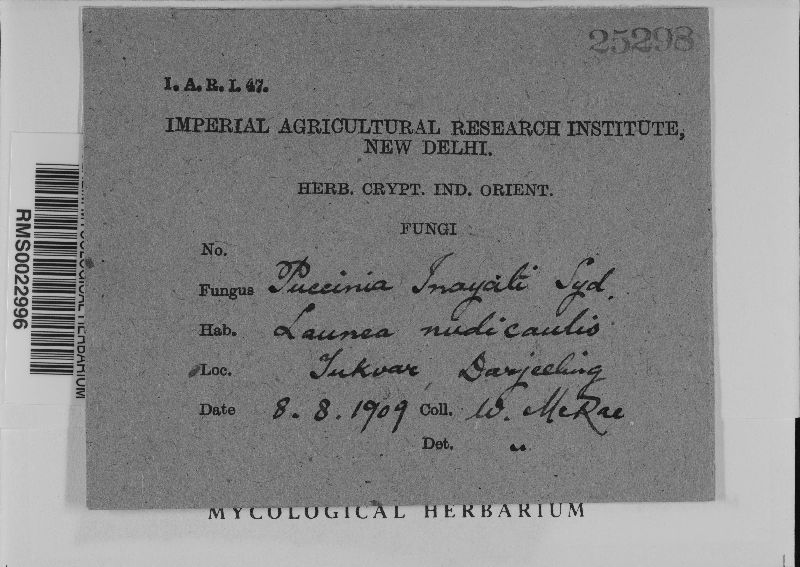 25298
I. A. R. I. 47.
IMPERIAL AGRICULTURAL RESEARCH INSTITUTE,
NEW DELHI.
HERB. CRYPT. IND. ORIENT.
FUNGI
No.
Fungus Puccinia Inayati Syd.
Hab. Launea nudicaulis
Loc. Tukvar, Darjeeling
Date 8. 8. 1909 Coll. W. McRae
Det. "
MYCOLOGICAL HERBARIUM
RMS0022996